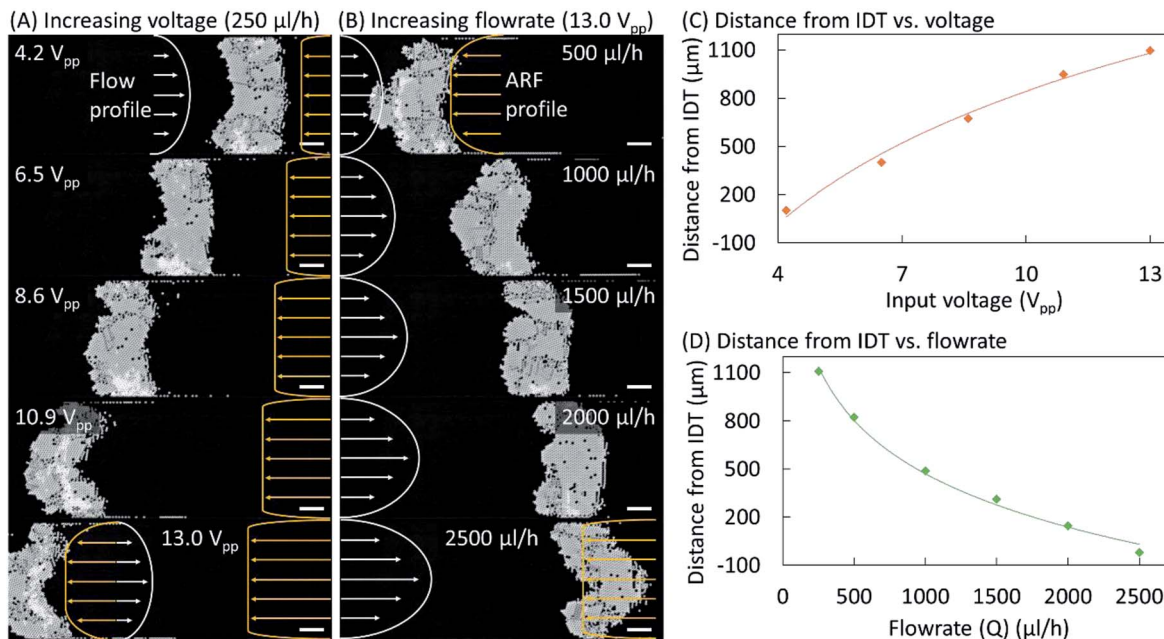 (A) Increasing voltage (250 µl/h)
4.2 Vpp
Flow
profile
6.5 Vpp
8.6 Vpp
10.9 Vpp
13.0 Vpp
(B) Increasing flowrate (13.0 Vpp)
500 µl/h
ARF
profile
1000 µl/h
1500 µl/h
2000 µl/h
2500 µl/h
(C) Distance from IDT vs. voltage
Distance from IDT (µm)
1100
800
500
200
-100
4 7 10 13
Input voltage (Vpp)
(D) Distance from IDT vs. flowrate
Distance from IDT (µm)
1100
800
500
200
-100
0 500 1000 1500 2000 2500
Flowrate (Q) (µl/h)